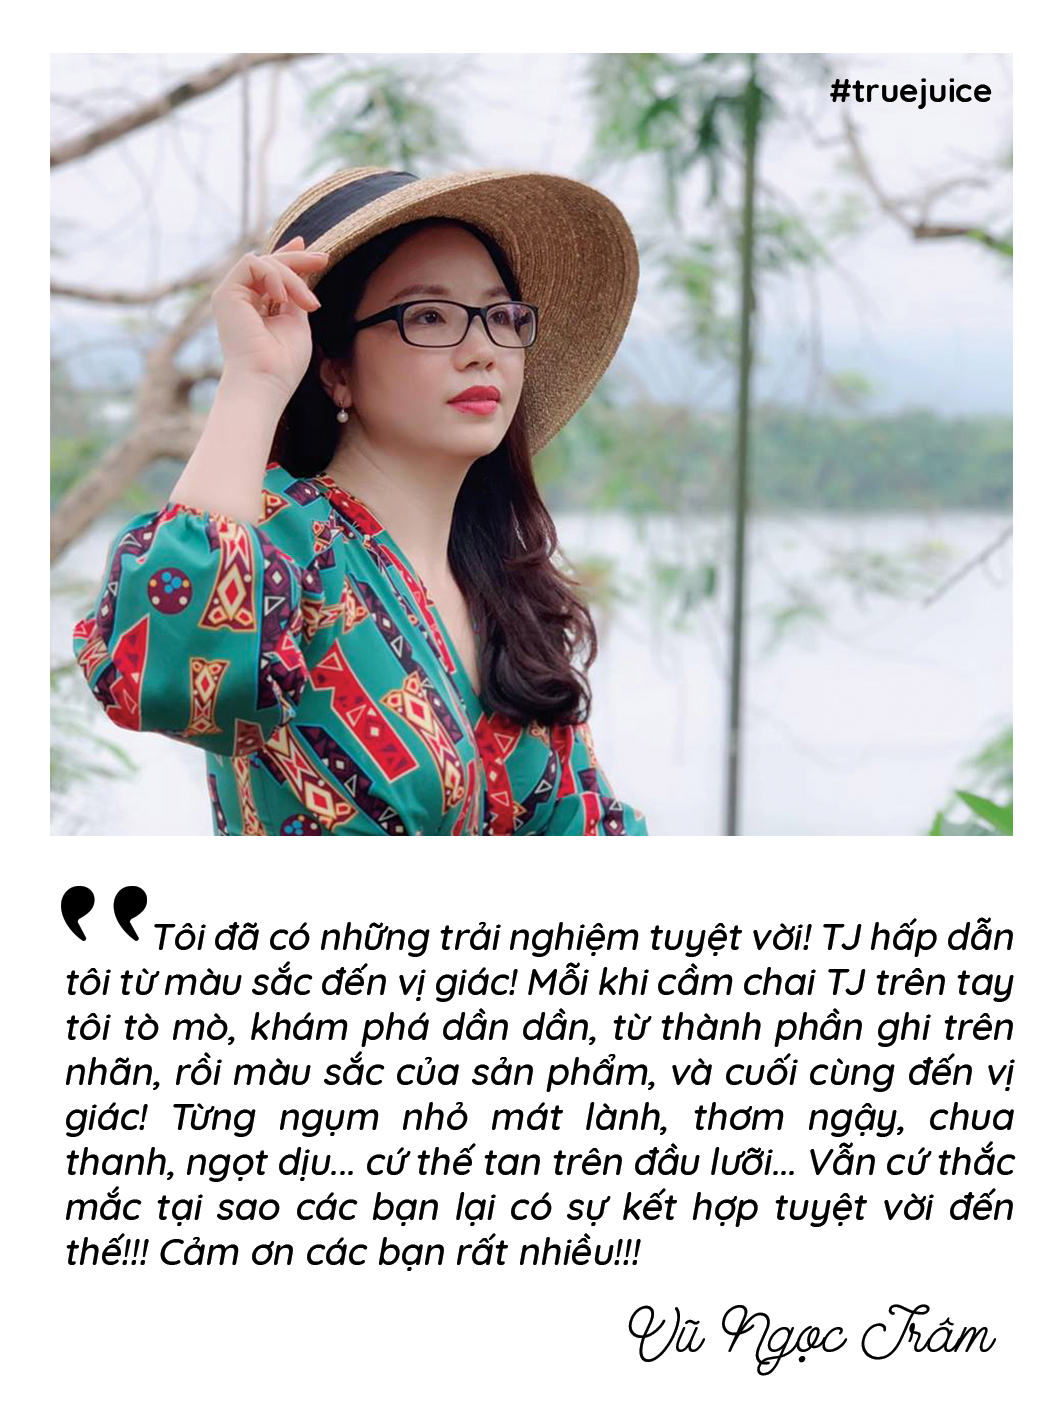 #truejuice
Tôi đã có những trải nghiệm tuyệt vời! TJ hấp dẫn
tôi từ màu sắc đến vị giác! Mỗi khi cầm chai TJ trên tay
tôi tò mò, khám phá dần dần, từ thành phần ghi trên
nhãn, rồi màu sắc của sản phẩm, và cuối cùng đến vị
giác! Từng ngụm nhỏ mát lành, thơm ngậy, chua
thanh, ngọt dịu... cứ thế tan trên đầu lưỡi... Vẫn cứ thắc
mắc tại sao các bạn lại có sự kết hợp tuyệt vời đến
thế!!! Cảm ơn các bạn rất nhiều!!!
Vũ Ngọc Trâm